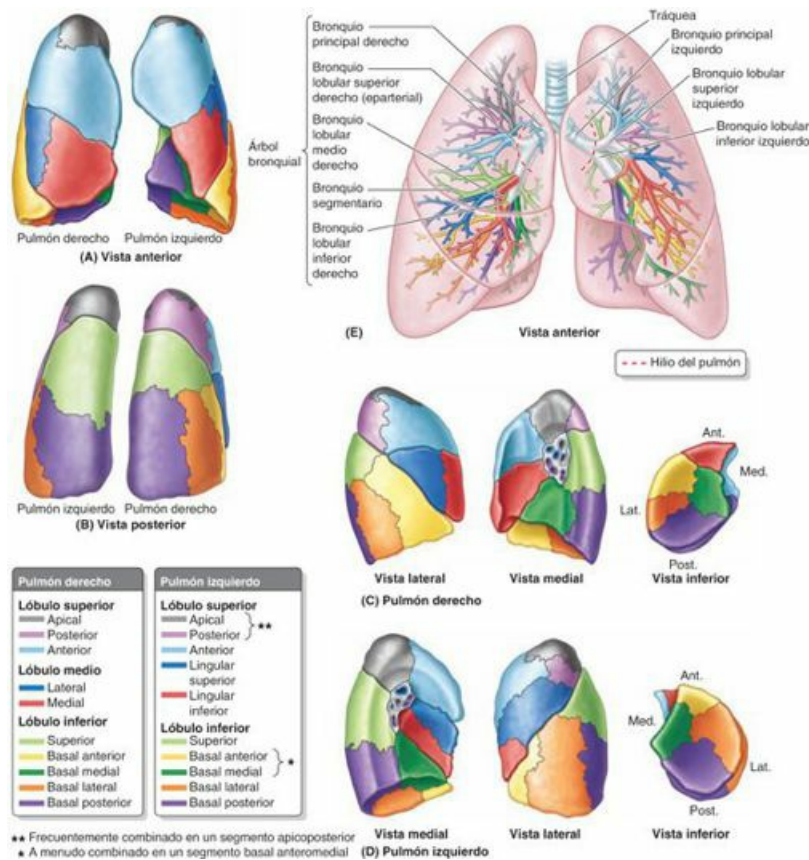 Pulmón derecho
Pulmón izquierdo
(A) Vista anterior
Árbol
bronquial
Bronquio
principal derecho
Bronquio
lobular superior
derecho (eparterial)
Bronquio
lobular
medio
derecho
Bronquio
segmentario
Bronquio
lobular
inferior
derecho
Tráquea
Bronquio principal
izquierdo
Bronquio lobular
superior
izquierdo
Bronquio lobular
inferior izquierdo
(E)
Vista anterior
Hilio del pulmón
Pulmón izquierdo
Pulmón derecho
(B) Vista posterior
Ant.
Med.
Lat.
Post.
Vista lateral
Vista medial
Vista inferior
(C) Pulmón derecho
Pulmón derecho
Lóbulo superior
Apical
Posterior
Anterior
Lóbulo medio
Lateral
Medial
Lóbulo inferior
Superior
Basal anterior
Basal medial
Basal lateral
Basal posterior
Pulmón izquierdo
Lóbulo superior
Apical
Posterior
**
Anterior
Lingular
superior
Lingular
inferior
Lóbulo inferior
Superior
Basal anterior
Basal medial
*
Basal lateral
Basal posterior
** Frecuentemente combinado en un segmento apicoposterior
* A menudo combinado en un segmento basal anteromedial
Ant.
Med.
Lat.
Post.
Vista medial
Vista lateral
Vista inferior
(D) Pulmón izquierdo